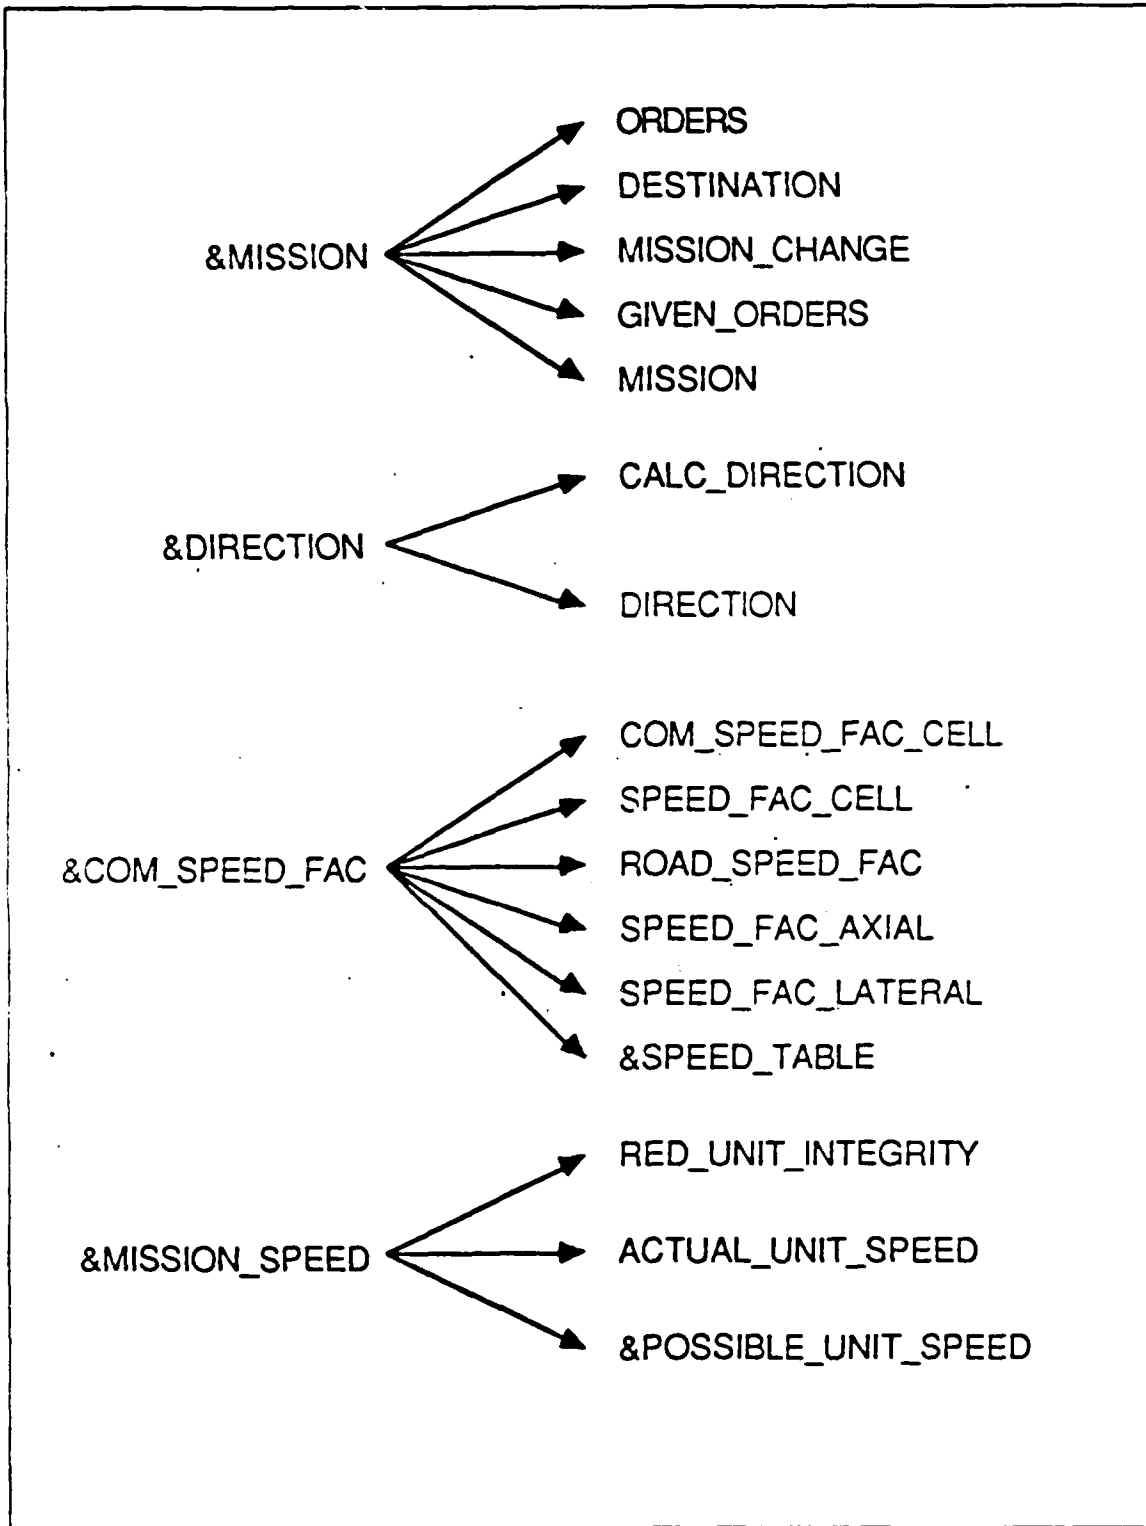 ORDERS
DESTINATION
&MISSION
MISSION_CHANGE
GIVEN_ORDERS
MISSION
CALC_DIRECTION
&DIRECTION
DIRECTION
COM_SPEED_FAC_CELL
SPEED_FAC_CELL
&COM_SPEED_FAC
ROAD_SPEED_FAC
SPEED_FAC_AXIAL
SPEED_FAC_LATERAL
&SPEED_TABLE
RED_UNIT_INTEGRITY
&MISSION_SPEED
ACTUAL_UNIT_SPEED
&POSSIBLE_UNIT_SPEED